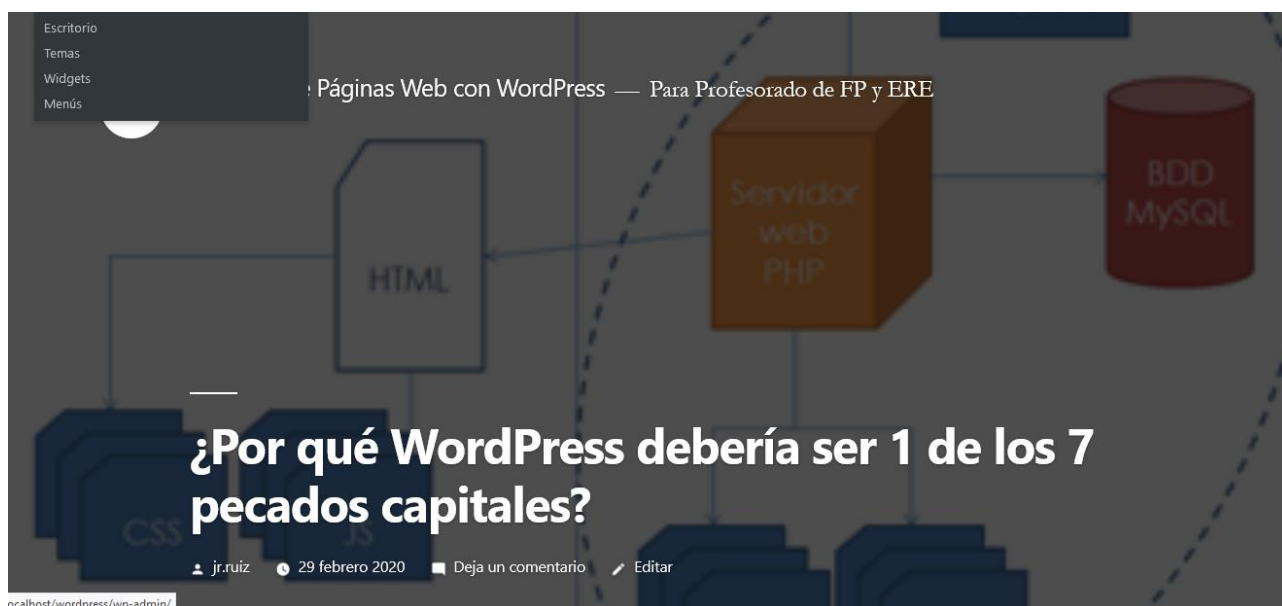 Escritorio
Temas
Widgets
Menús
Páginas Web con WordPress — Para Profesorado de FP y ERE
BDD
MySQL
Servidor
web
PHP
HTML
¿Por qué WordPress debería ser 1 de los 7
pecados capitales?
CSS
JS
jr.ruiz 29 febrero 2020 Deja un comentario Editar
localhost/wordpress/wp-admin/